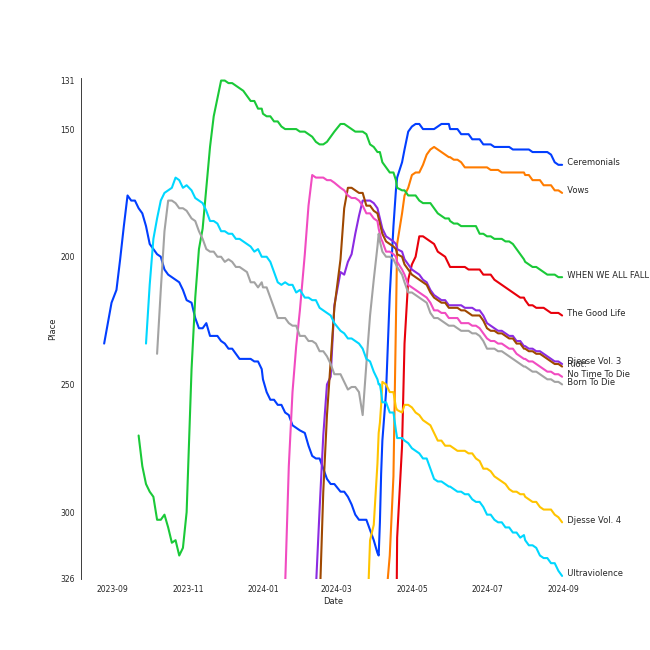 131
150
200
250
300
326
Place
2023-09
2023-11
2024-01
2024-03
2024-05
2024-07
2024-09
Date
Ceremonials
Vows
WHEN WE ALL FALL
The Good Life
Djesse Vol. 3
No Time To Die
Born To Die
Djesse Vol. 4
Ultraviolence